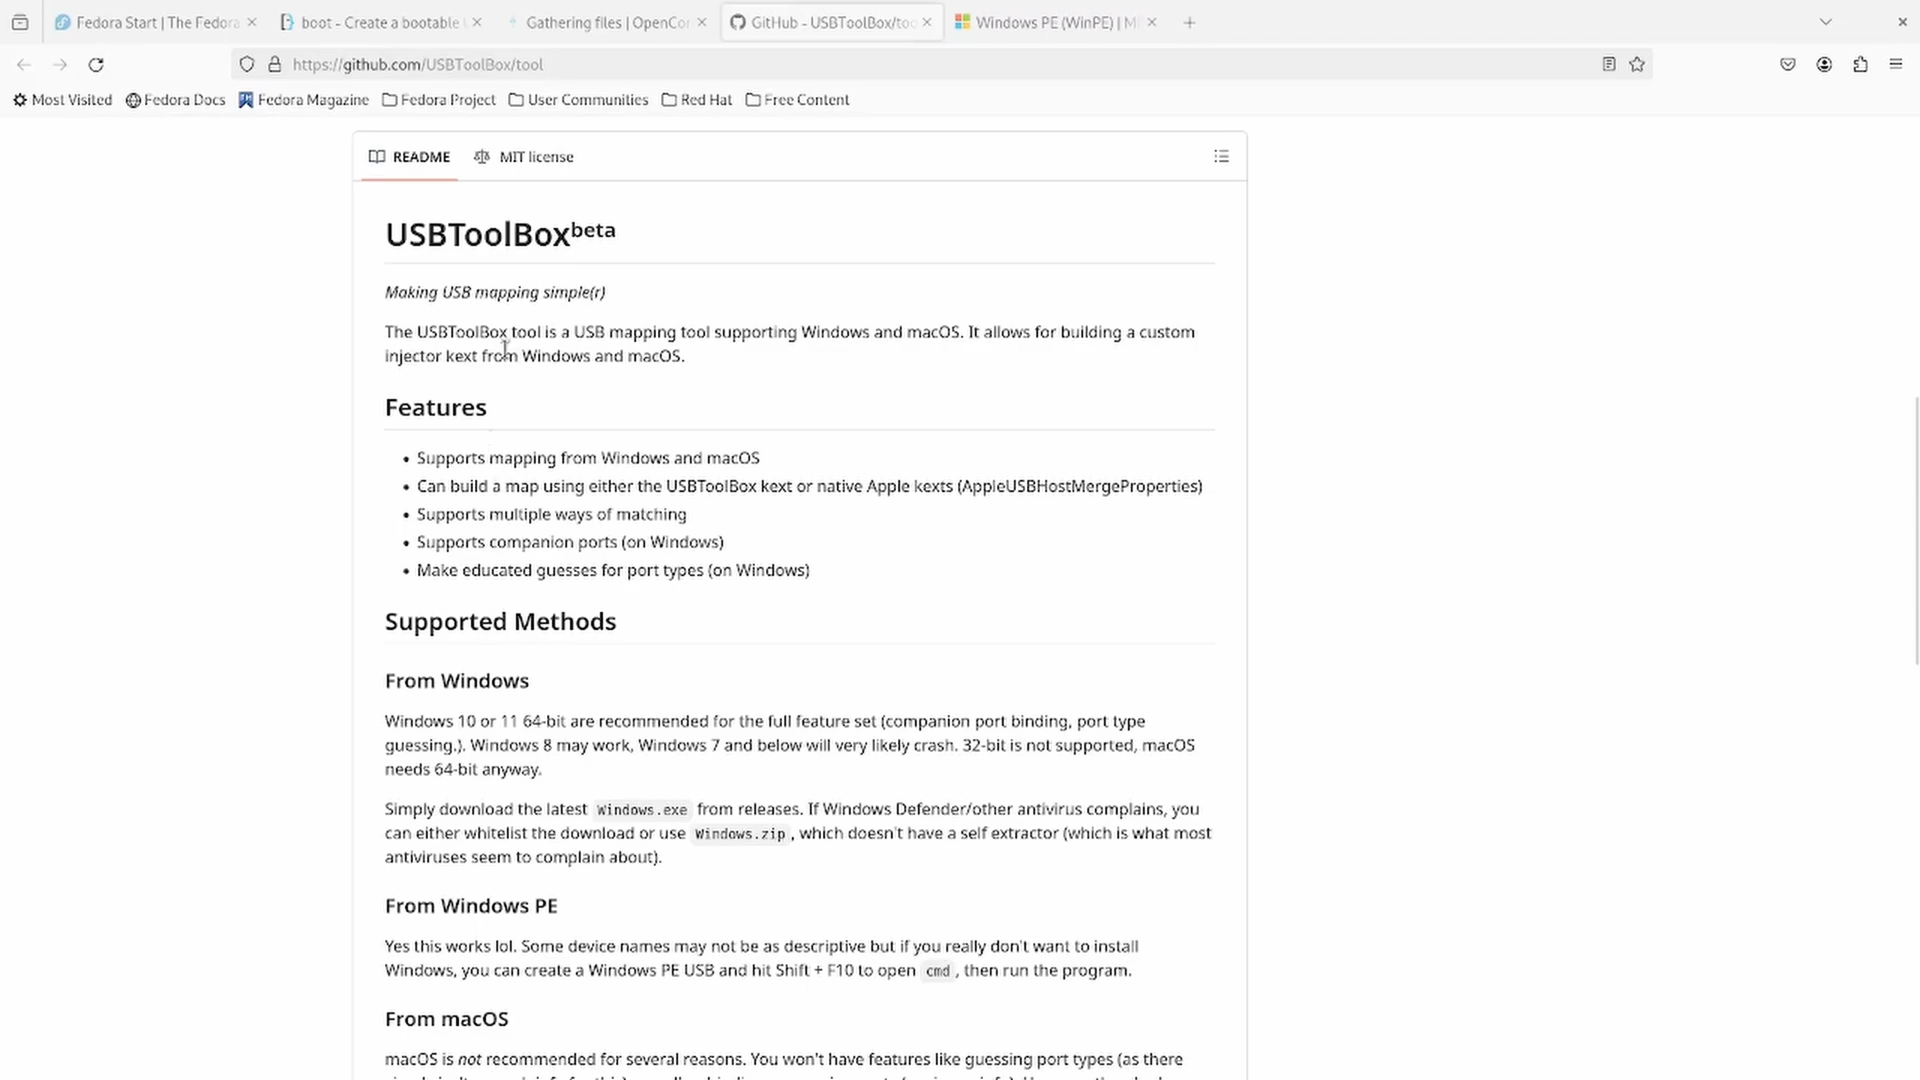 Fedora Start | The Fedora
boot - Create a bootable
Gathering files | OpenCor
GitHub - USBToolBox/too
Windows PE (WinPE) | Mi
https://github.com/USBToolBox/tool
Most Visited
Fedora Docs
Fedora Magazine
Fedora Project
User Communities
Red Hat
Free Content
README
MIT license
USBToolBoxbeta
Making USB mapping simple(r)
The USBToolBox tool is a USB mapping tool supporting Windows and macOS. It allows for building a custom
injector kext from Windows and macOS.
Features
• Supports mapping from Windows and macOS
• Can build a map using either the USBToolBox kext or native Apple kexts (AppleUSBHostMergeProperties)
• Supports multiple ways of matching
• Supports companion ports (on Windows)
• Make educated guesses for port types (on Windows)
Supported Methods
From Windows
Windows 10 or 11 64-bit are recommended for the full feature set (companion port binding, port type
guessing.). Windows 8 may work, Windows 7 and below will very likely crash. 32-bit is not supported, macOS
needs 64-bit anyway.
Simply download the latest Windows.exe from releases. If Windows Defender/other antivirus complains, you
can either whitelist the download or use Windows.zip, which doesn't have a self extractor (which is what most
antiviruses seem to complain about).
From Windows PE
Yes this works lol. Some device names may not be as descriptive but if you really don't want to install
Windows, you can create a Windows PE USB and hit Shift + F10 to open cmd, then run the program.
From macOS
macOS is not recommended for several reasons. You won't have features like guessing port types (as there